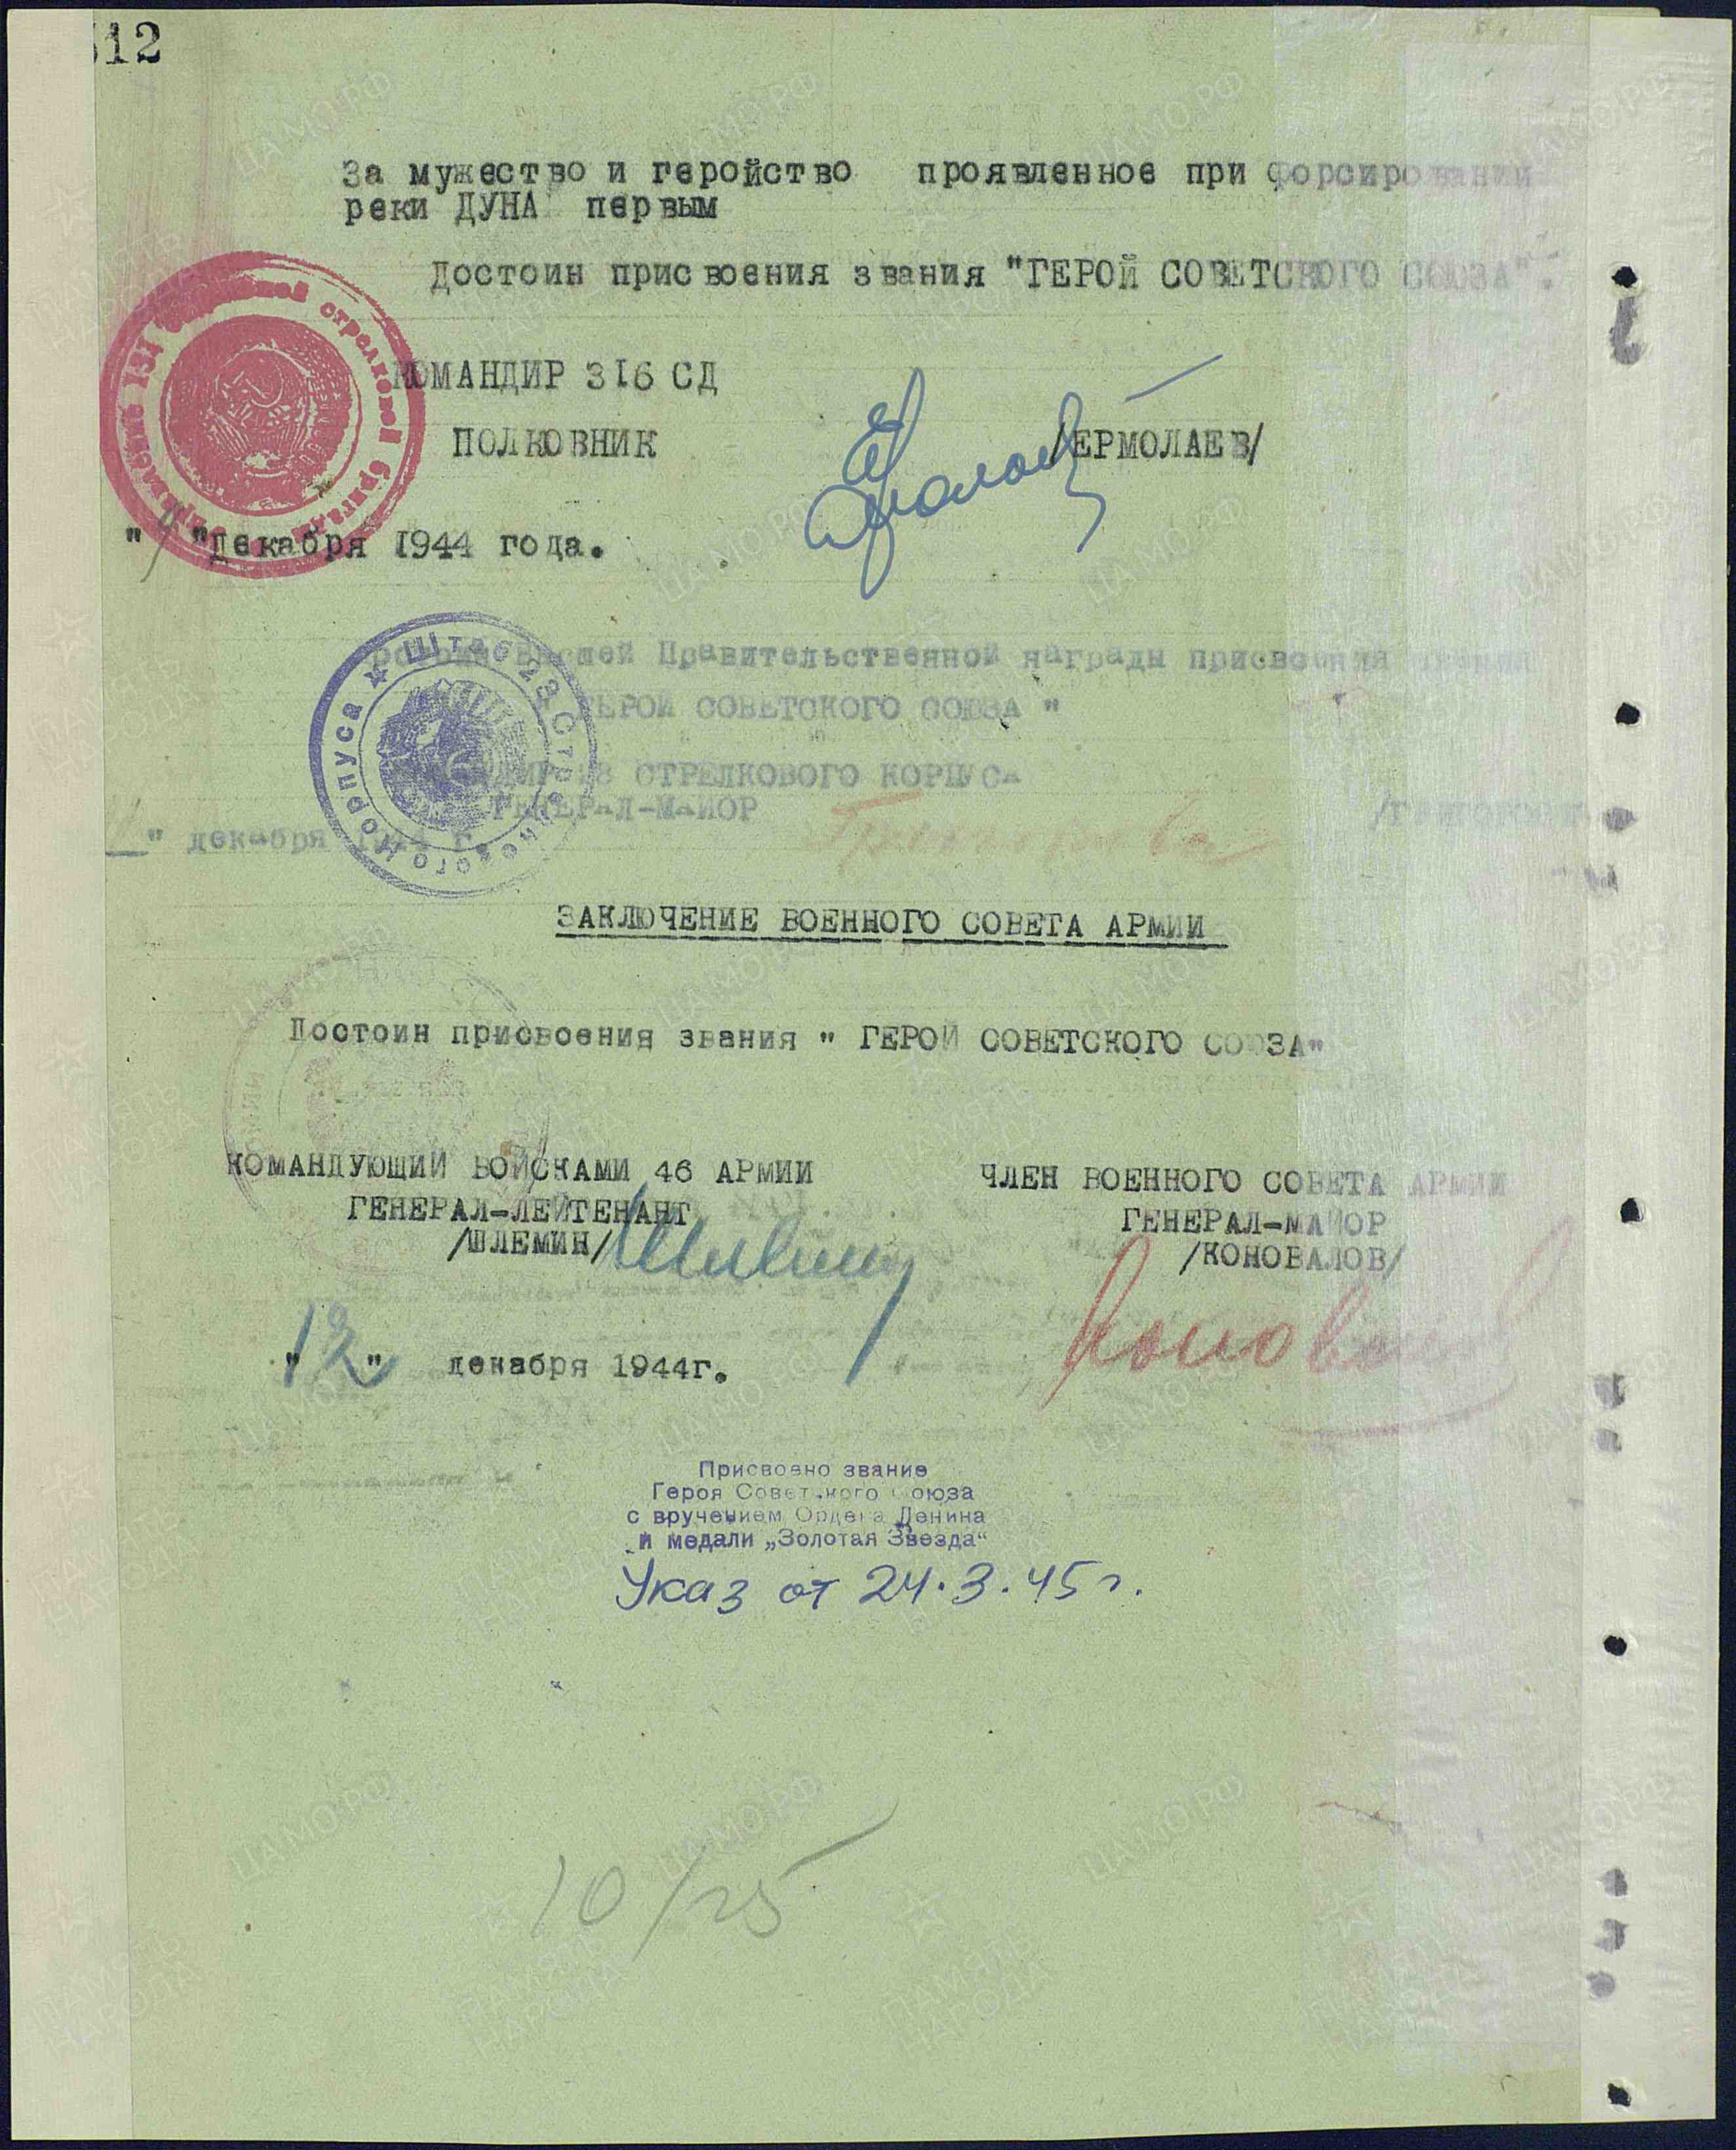 312
За мужество и геройство проявленное при форсировании
реки ДУНА первым
Достоин присвоения звания "ГЕРОЙ СОВЕТСКОГО СОЮЗА".
КОМАНДИР 316 СД
ПОЛКОВНИК /ЕРМОЛАЕВ/
" "декабря 1944 года.
Высшей Правительственной награды присвоения звания
" ГЕРОЙ СОВЕТСКОГО СОЮЗА "
СТРЕЛКОВОГО КОРПУСА
ГЕНЕРАЛ-МАЙОР
" декабря
ЗАКЛЮЧЕНИЕ ВОЕННОГО СОВЕТА АРМИИ
Достоин присвоения звания " ГЕРОЙ СОВЕТСКОГО СОЮЗА"
КОМАНДУЮЩИЙ ВОЙСКАМИ 46 АРМИИ
ГЕНЕРАЛ-ЛЕЙТЕНАНТ
/ШЛЕМИН/
ЧЛЕН ВОЕННОГО СОВЕТА АРМИИ
ГЕНЕРАЛ-МАЙОР
/КОНОВАЛОВ/
"12" декабря 1944г.
Присвоено звание
Героя Советского Союза
с вручением Ордена Ленина
и медали „Золотая Звезда“
Указ от 24.3.45 г.
10/25